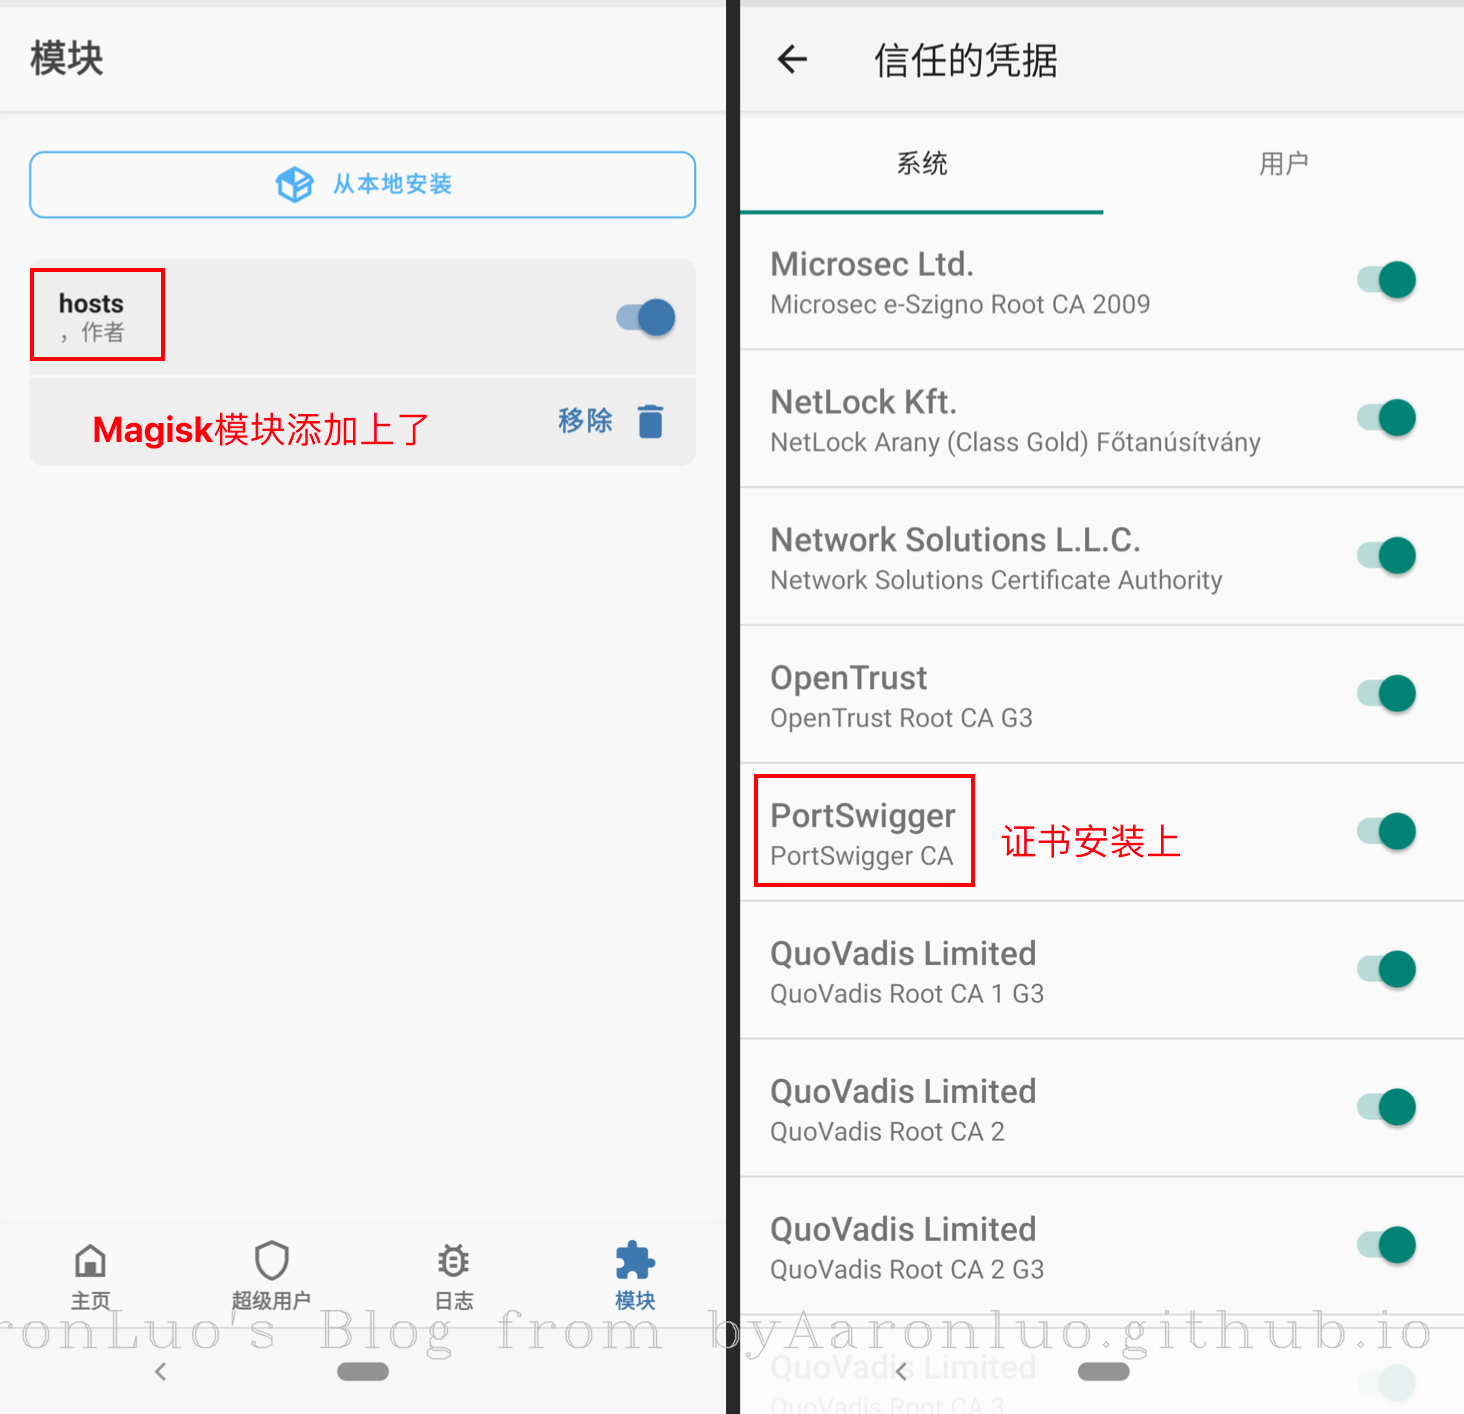 模块
从本地安装
hosts
，作者
Magisk模块添加上了
移除
主页
超级用户
日志
模块
信任的凭据
系统
用户
Microsec Ltd.
Microsec e-Szigno Root CA 2009
NetLock Kft.
NetLock Arany (Class Gold) Főtanúsítvány
Network Solutions L.L.C.
Network Solutions Certificate Authority
OpenTrust
OpenTrust Root CA G3
PortSwigger
PortSwigger CA
证书安装上
QuoVadis Limited
QuoVadis Root CA 1 G3
QuoVadis Limited
QuoVadis Root CA 2
QuoVadis Limited
QuoVadis Root CA 2 G3
ronLuo's Blog from byAaronluo.github.io
QuoVadis Limited
QuoVadis Root CA 3